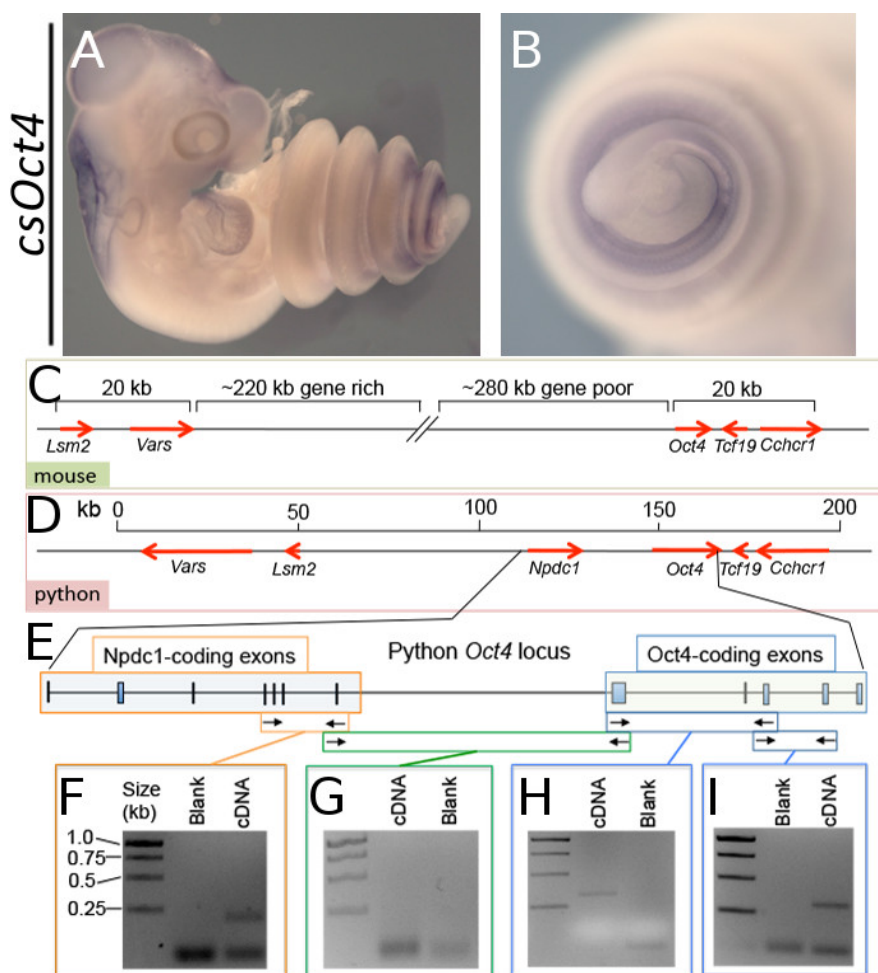 csOct4
A
B
C
20 kb
~220 kb gene rich
~280 kb gene poor
20 kb
Lsm2
Vars
Oct4
Tcf19
Cchcr1
mouse
D
kb
0
50
100
150
200
Vars
Lsm2
Npdc1
Oct4
Tcf19
Cchcr1
python
E
Npdc1-coding exons
Python Oct4 locus
Oct4-coding exons
F
Size
(kb)
Blank
cDNA
1.0
0.75
0.5
0.25
G
cDNA
Blank
H
cDNA
Blank
I
Blank
cDNA